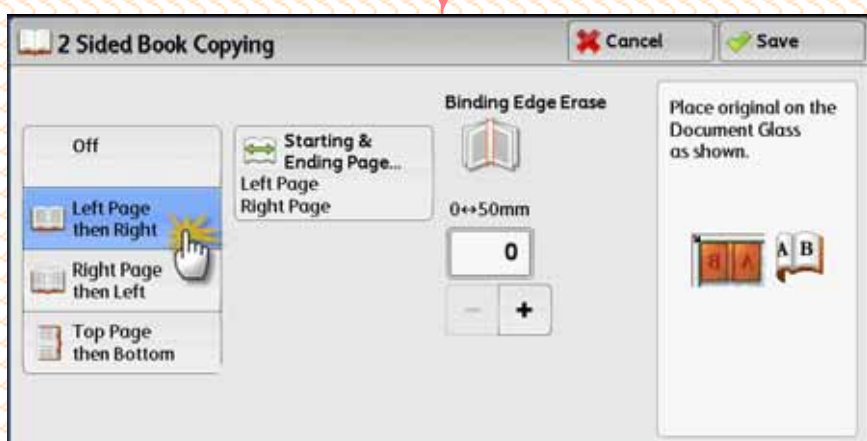 2 Sided Book Copying
Cancel
Save
Off
Left Page
then Right
Right Page
then Left
Top Page
then Bottom
Starting &
Ending Page...
Left Page
Right Page
Binding Edge Erase
0↔50mm
0
− +
Place original on the
Document Glass
as shown.
B A
A B